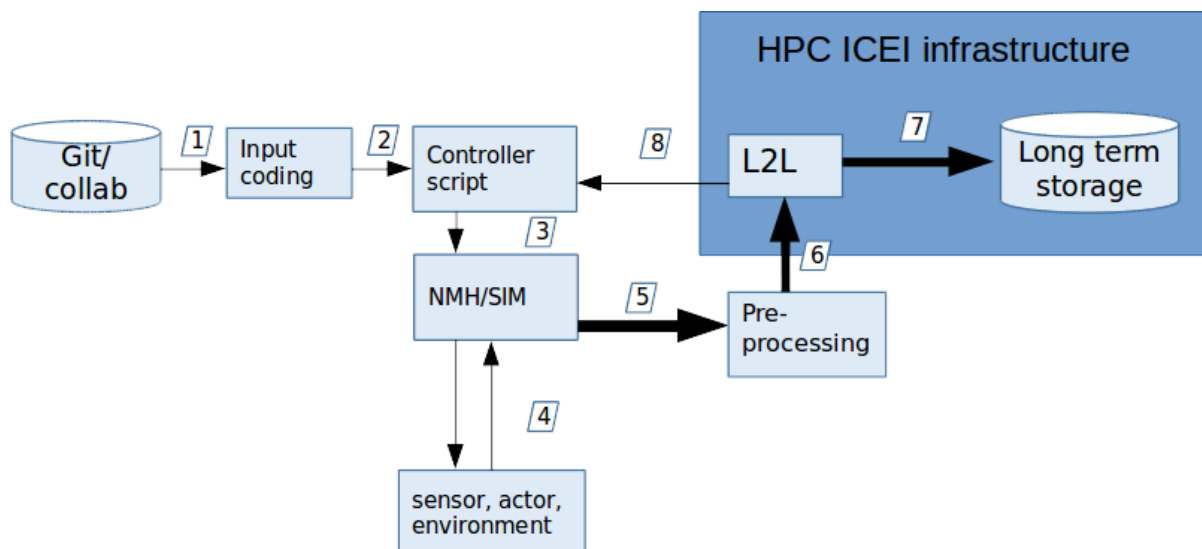 HPC ICEI infrastructure
Git/
collab
1
Input
coding
2
Controller
script
8
L2L
7
Long term
storage
3
NMH/SIM
5
6
Pre-
processing
4
sensor, actor,
environment